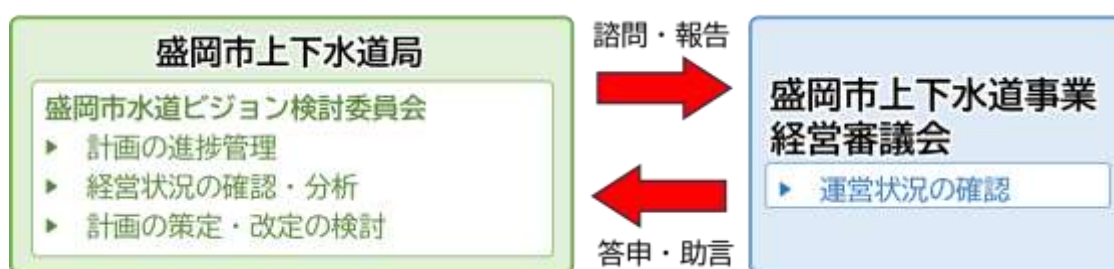 盛岡市上下水道局
盛岡市水道ビジョン検討委員会
▶ 計画の進捗管理
▶ 経営状況の確認・分析
▶ 計画の策定・改定の検討
諮問・報告
答申・助言
盛岡市上下水道事業
経営審議会
▶ 運営状況の確認